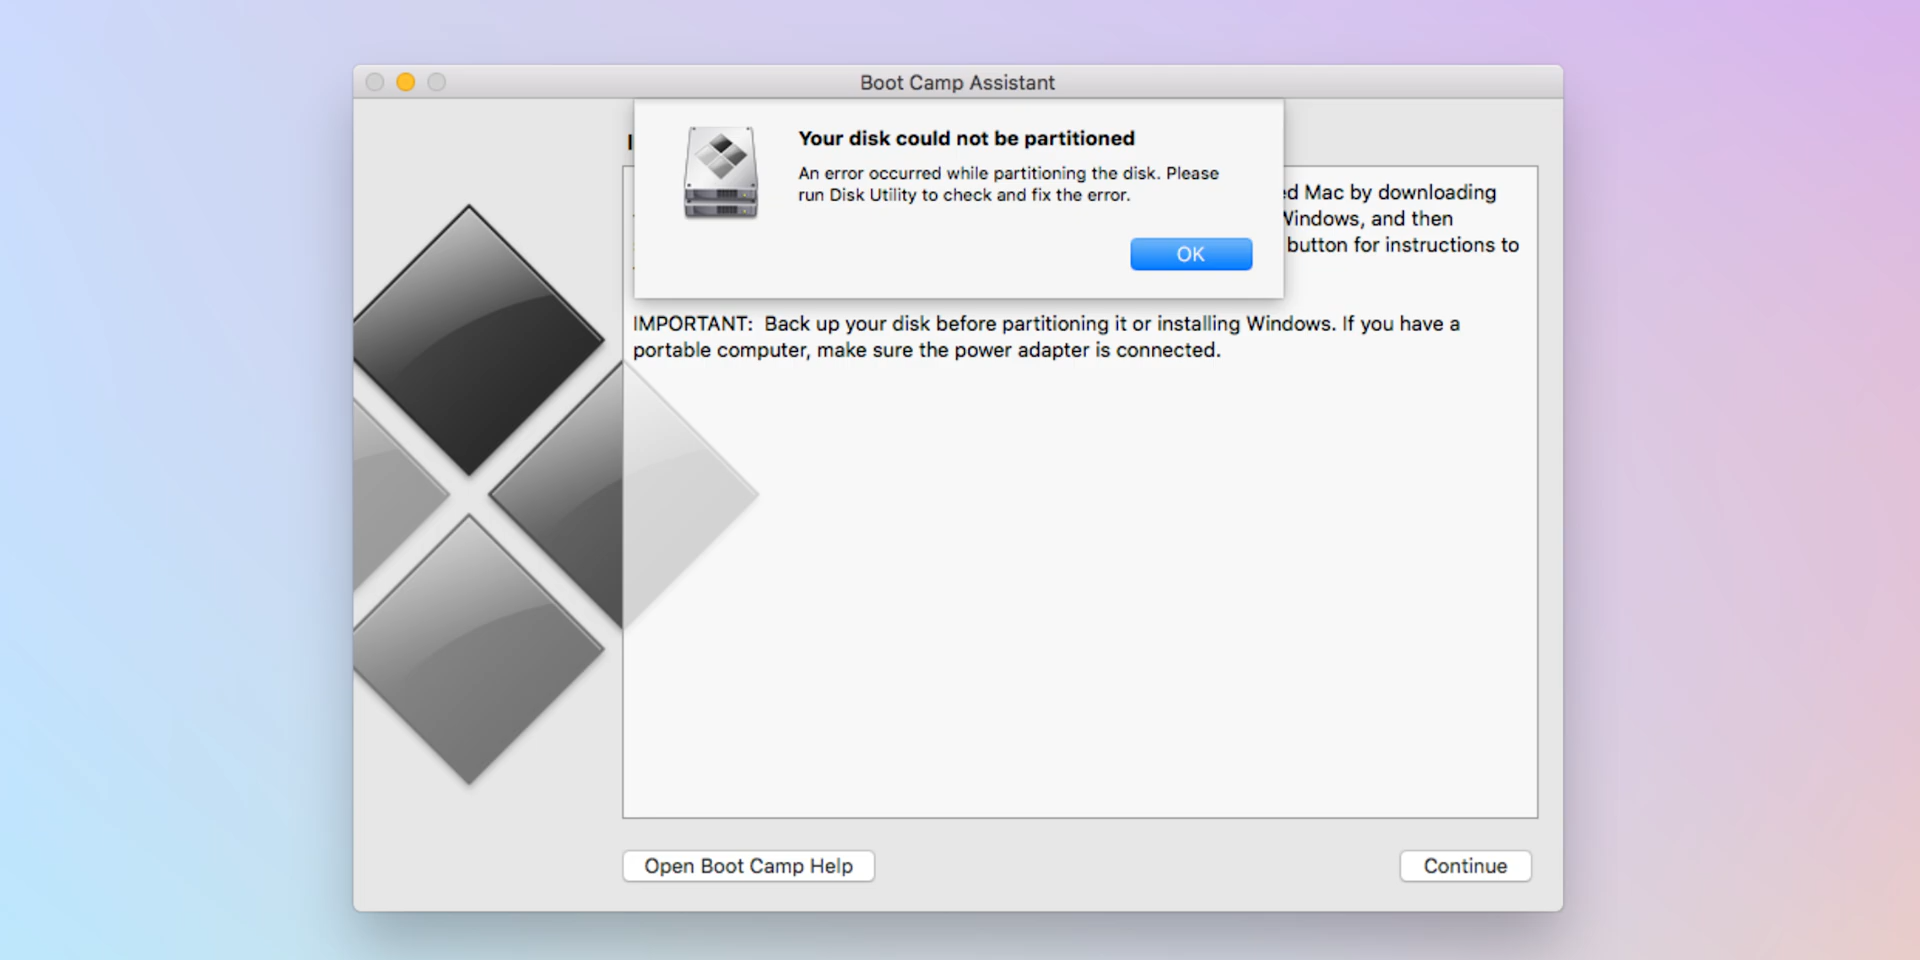 Boot Camp Assistant
Your disk could not be partitioned
An error occurred while partitioning the disk. Please
run Disk Utility to check and fix the error.
OK
Mac by downloading
Windows, and then
button for instructions to
IMPORTANT: Back up your disk before partitioning it or installing Windows. If you have a
portable computer, make sure the power adapter is connected.
Open Boot Camp Help
Continue